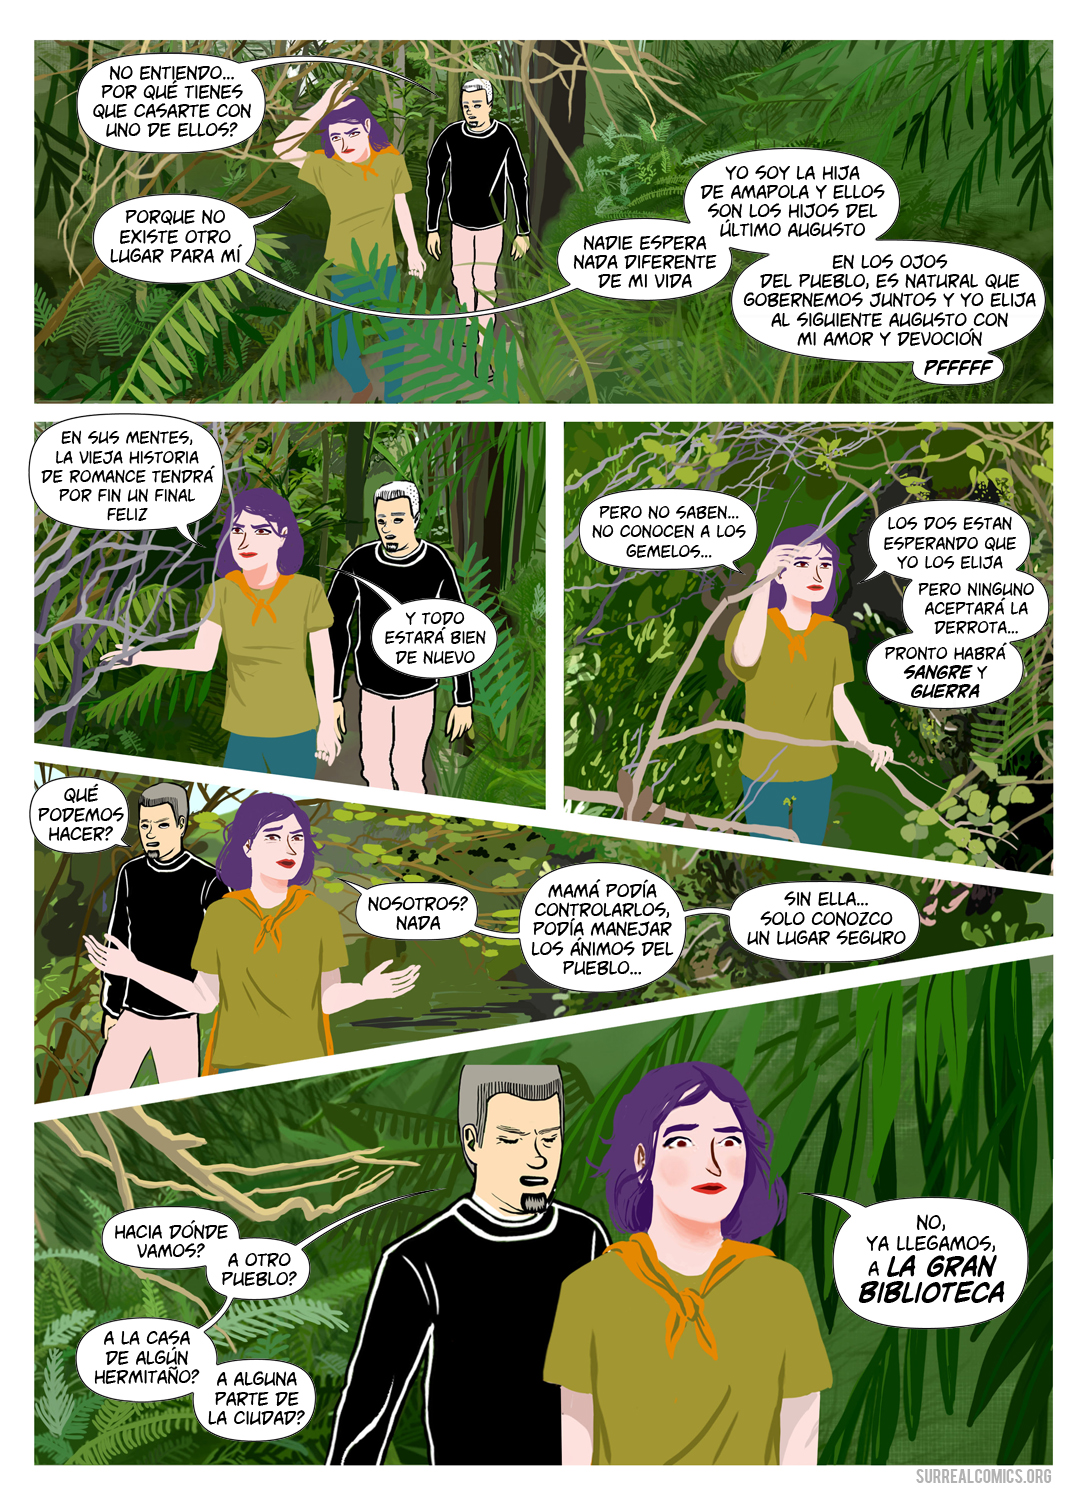 NO ENTIENDO...
POR QUÉ TIENES
QUE CASARTE CON
UNO DE ELLOS?
PORQUE NO
EXISTE OTRO
LUGAR PARA MÍ
NADIE ESPERA
NADA DIFERENTE
DE MI VIDA
YO SOY LA HIJA
DE AMAPOLA Y ELLOS
SON LOS HIJOS DEL
ÚLTIMO AUGUSTO
EN LOS OJOS
DEL PUEBLO, ES NATURAL QUE
GOBERNEMOS JUNTOS Y YO ELIJA
AL SIGUIENTE AUGUSTO CON
MI AMOR Y DEVOCIÓN
PFFFFF
EN SUS MENTES,
LA VIEJA HISTORIA
DE ROMANCE TENDRÁ
POR FIN UN FINAL
FELIZ
Y TODO
ESTARÁ BIEN
DE NUEVO
PERO NO SABEN...
NO CONOCEN A LOS
GEMELOS...
LOS DOS ESTAN
ESPERANDO QUE
YO LOS ELIJA
PERO NINGUNO
ACEPTARÁ LA
DERROTA...
PRONTO HABRÁ
SANGRE Y
GUERRA
QUÉ
PODEMOS
HACER?
NOSOTROS?
NADA
MAMÁ PODÍA
CONTROLARLOS,
PODÍA MANEJAR
LOS ÁNIMOS DEL
PUEBLO...
SIN ELLA...
SOLO CONOZCO
UN LUGAR SEGURO
HACIA DÓNDE
VAMOS?
A OTRO
PUEBLO?
A LA CASA
DE ALGÚN
HERMITAÑO?
A ALGUNA
PARTE DE
LA CIUDAD?
NO,
YA LLEGAMOS,
A LA GRAN
BIBLIOTECA
SURREALCOMICS.ORG